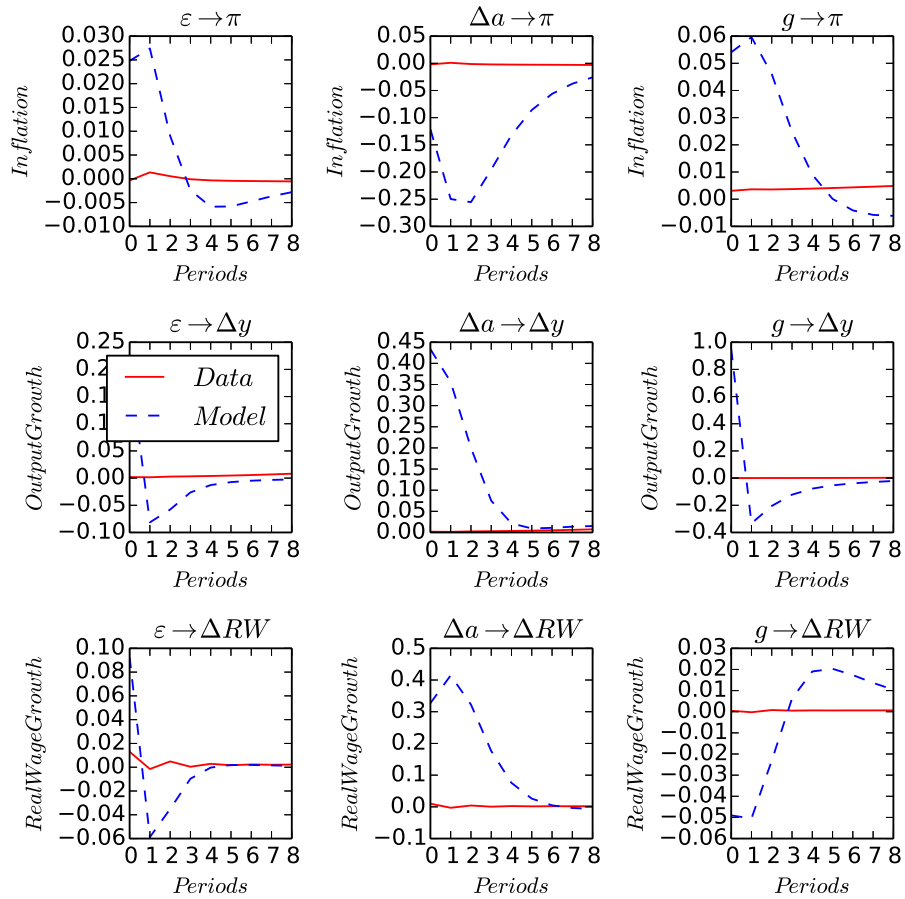 ε → π
Inflation
0.030
0.025
0.020
0.015
0.010
0.005
0.000
−0.005
−0.010
0 1 2 3 4 5 6 7 8
Periods
Δa → π
Inflation
0.05
0.00
−0.05
−0.10
−0.15
−0.20
−0.25
−0.30
0 1 2 3 4 5 6 7 8
Periods
g → π
Inflation
0.06
0.05
0.04
0.03
0.02
0.01
0.00
−0.01
0 1 2 3 4 5 6 7 8
Periods
ε → Δy
OutputGrowth
0.25
−0.05
−0.10
0.00
Data
Model
0 1 2 3 4 5 6 7 8
Periods
Δa → Δy
OutputGrowth
0.45
0.40
0.35
0.30
0.25
0.20
0.15
0.10
0.05
0.00
0 1 2 3 4 5 6 7 8
Periods
g → Δy
OutputGrowth
1.0
0.8
0.6
0.4
0.2
0.0
−0.2
−0.4
0 1 2 3 4 5 6 7 8
Periods
ε → ΔRW
RealWageGrowth
0.10
0.08
0.06
0.04
0.02
0.00
−0.02
−0.04
−0.06
0 1 2 3 4 5 6 7 8
Periods
Δa → ΔRW
RealWageGrowth
0.5
0.4
0.3
0.2
0.1
0.0
−0.1
0 1 2 3 4 5 6 7 8
Periods
g → ΔRW
RealWageGrowth
0.03
0.02
0.01
0.00
−0.01
−0.02
−0.03
−0.04
−0.05
−0.06
0 1 2 3 4 5 6 7 8
Periods